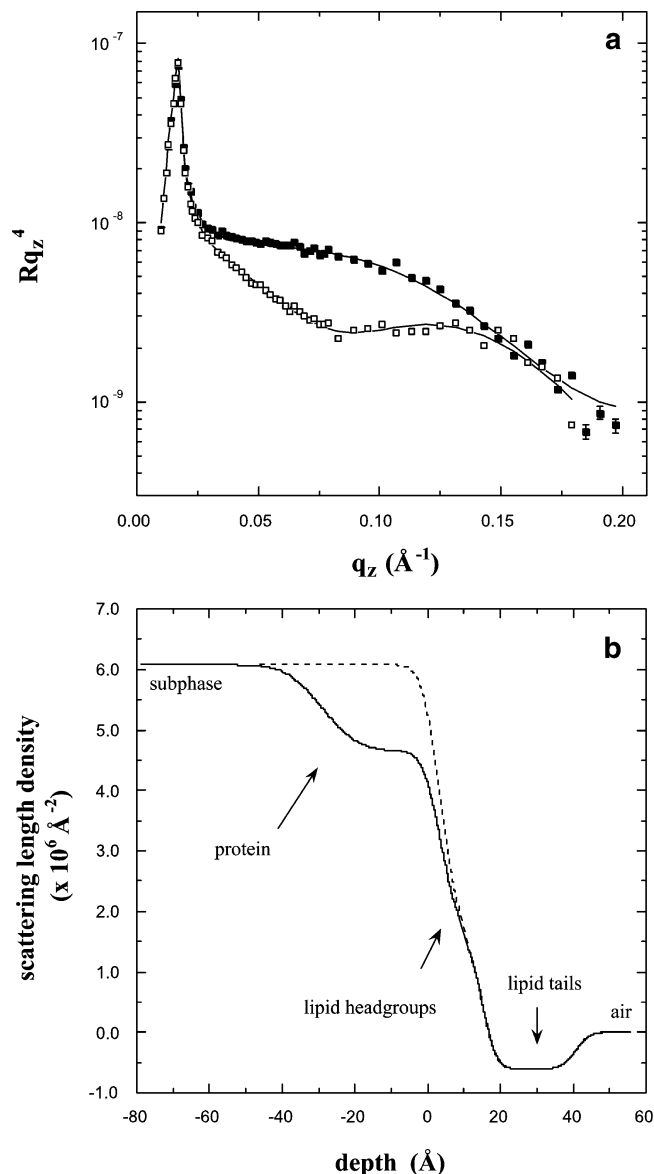 a
10⁻⁷
10⁻⁸
10⁻⁹
Rq_z⁴
0.00 0.05 0.10 0.15 0.20
q_z (Å⁻¹)
b
7.0
6.0
5.0
4.0
3.0
2.0
1.0
0.0
-1.0
scattering length density
(x 10⁶ Å⁻²)
subphase
protein
lipid headgroups
lipid tails
air
-80 -60 -40 -20 0 20 40 60
depth (Å)